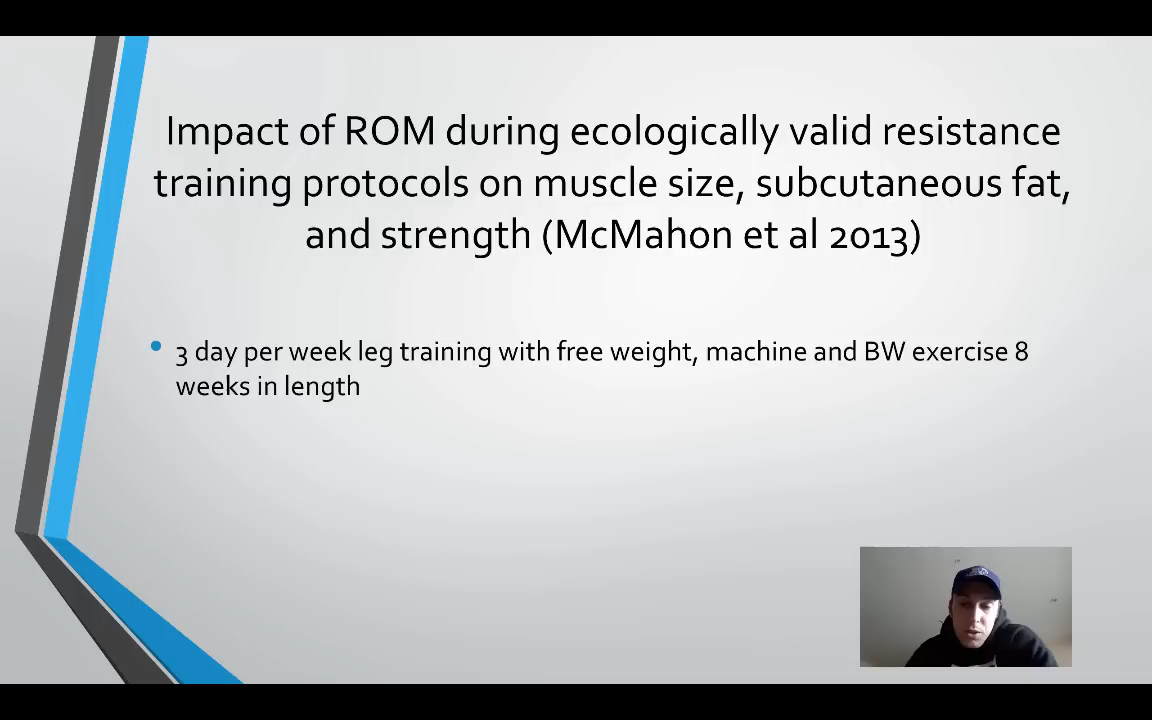 Impact of ROM during ecologically valid resistance
training protocols on muscle size, subcutaneous fat,
and strength (McMahon et al 2013)
3 day per week leg training with free weight, machine and BW exercise 8
weeks in length